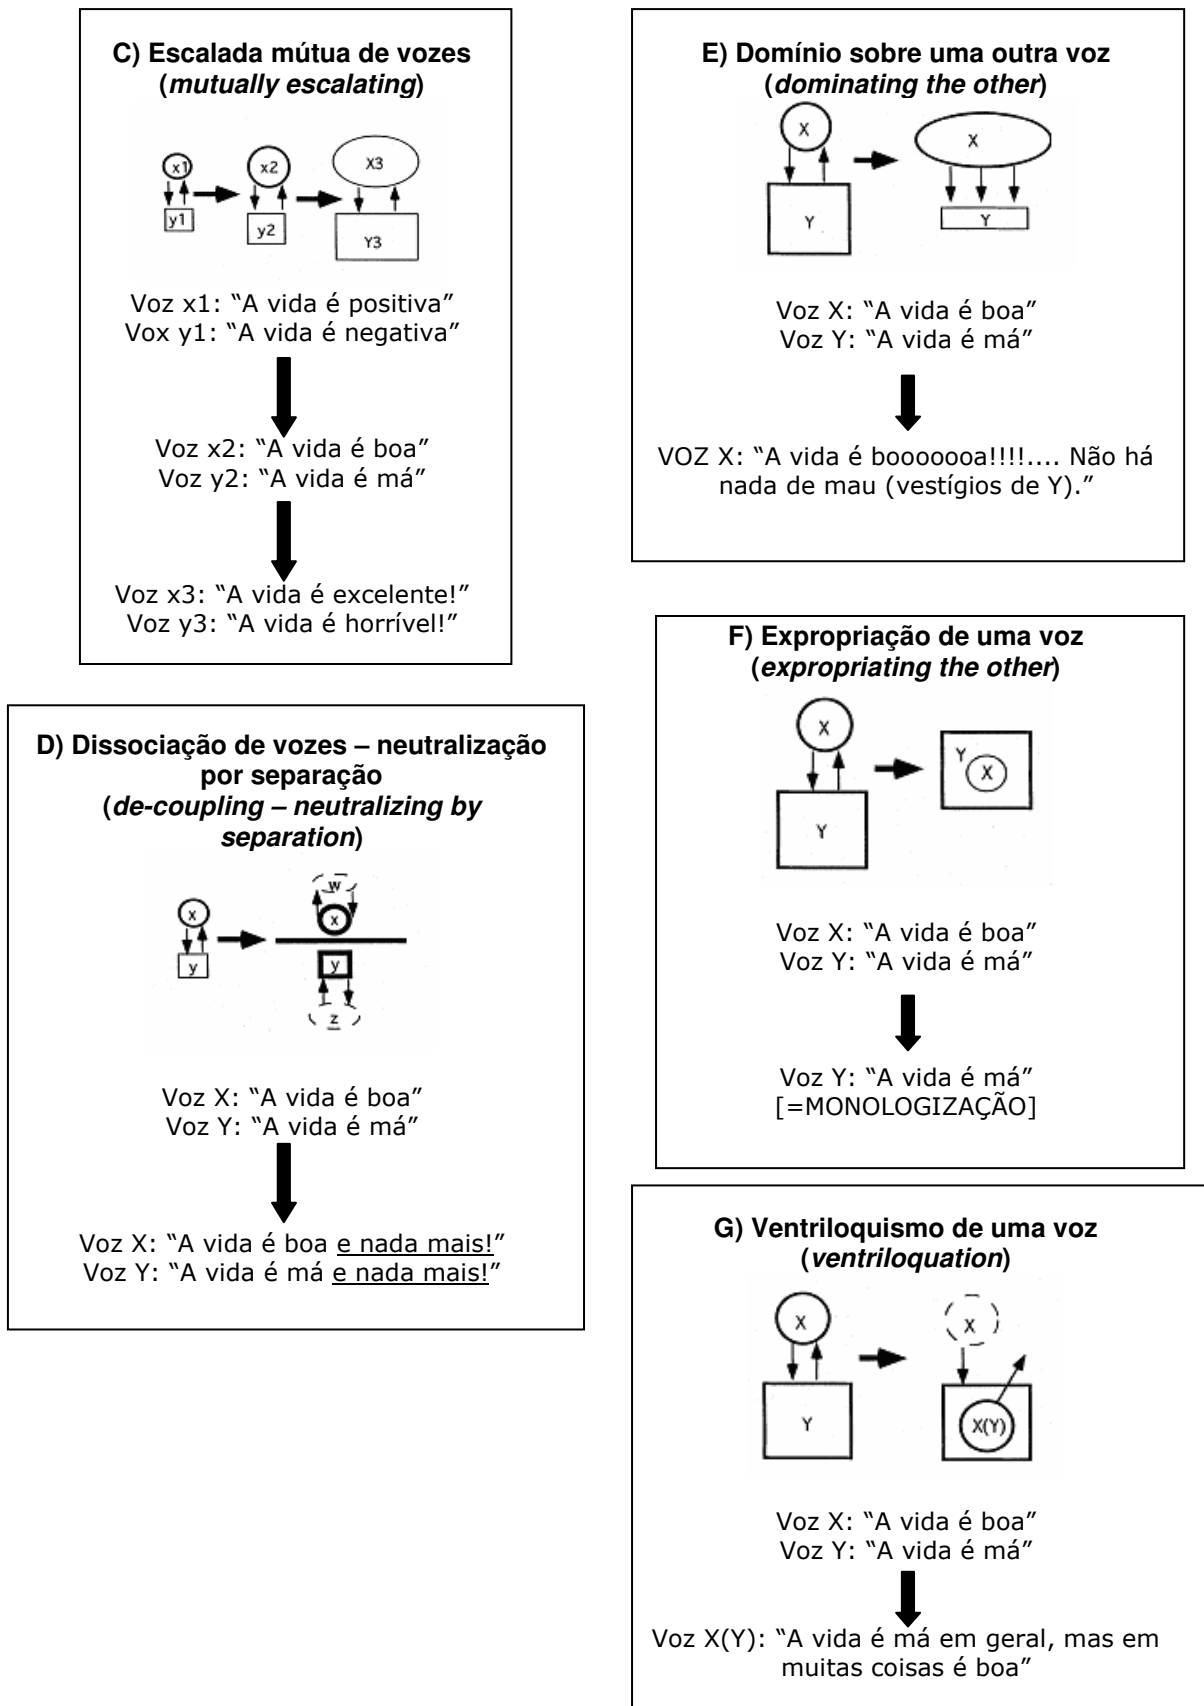 C) Escalada mútua de vozes
(mutually escalating)
x1 x2 X3
y1 y2 Y3
Voz x1: “A vida é positiva”
Vox y1: “A vida é negativa”
Voz x2: “A vida é boa”
Voz y2: “A vida é má”
Voz x3: “A vida é excelente!”
Voz y3: “A vida é horrível!”
D) Dissociação de vozes – neutralização
por separação
(de-coupling – neutralizing by
separation)
w
x x
y y
z
Voz X: “A vida é boa”
Voz Y: “A vida é má”
Voz X: “A vida é boa e nada mais!”
Voz Y: “A vida é má e nada mais!”
E) Domínio sobre uma outra voz
(dominating the other)
X X
Y Y
Voz X: “A vida é boa”
Voz Y: “A vida é má”
VOZ X: “A vida é booooooa!!!!.... Não há
nada de mau (vestígios de Y).”
F) Expropriação de uma voz
(expropriating the other)
X Y X
Y
Voz X: “A vida é boa”
Voz Y: “A vida é má”
Voz Y: “A vida é má”
[=MONOLOGIZAÇÃO]
G) Ventriloquismo de uma voz
(ventriloquation)
X X
Y X(Y)
Voz X: “A vida é boa”
Voz Y: “A vida é má”
Voz X(Y): “A vida é má em geral, mas em
muitas coisas é boa”